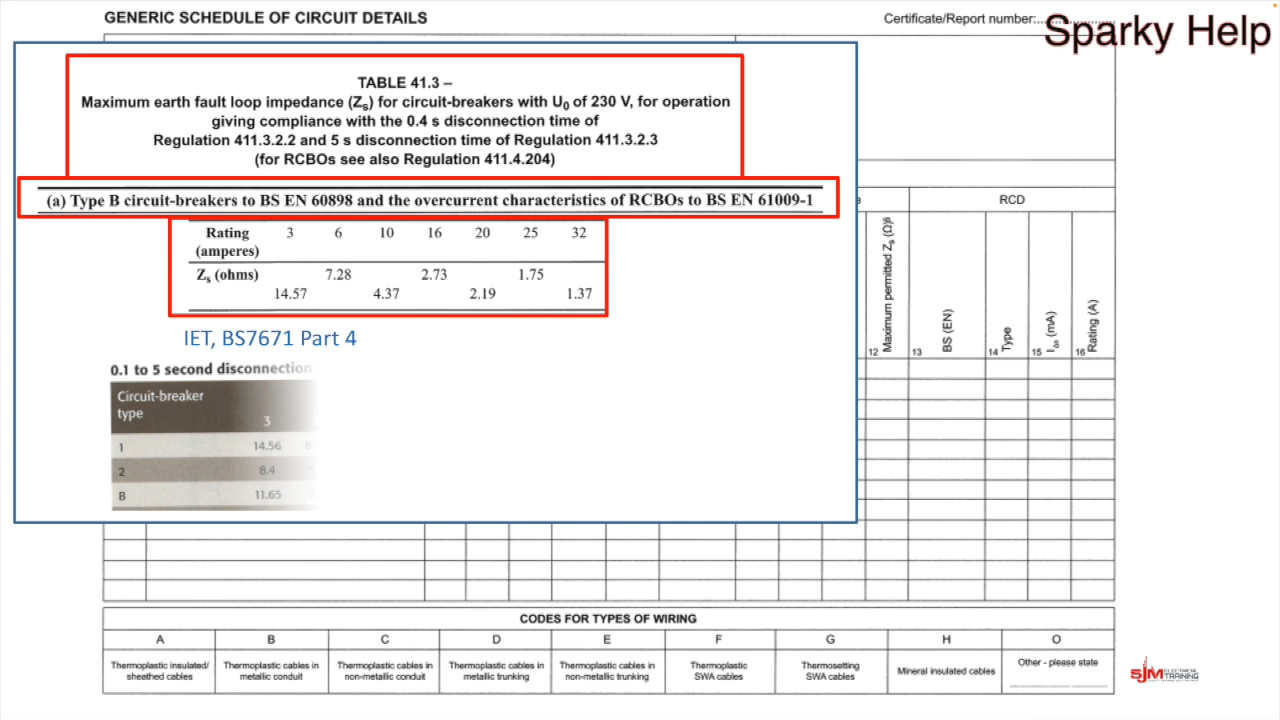 GENERIC SCHEDULE OF CIRCUIT DETAILS
Certificate/Report number:
Sparky Help
TABLE 41.3 –
Maximum earth fault loop impedance (Zs) for circuit-breakers with U0 of 230 V, for operation
giving compliance with the 0.4 s disconnection time of
Regulation 411.3.2.2 and 5 s disconnection time of Regulation 411.3.2.3
(for RCBOs see also Regulation 411.4.204)
(a) Type B circuit-breakers to BS EN 60898 and the overcurrent characteristics of RCBOs to BS EN 61009-1
Rating 3 6 10 16 20 25 32
(amperes)
Zs (ohms) 7.28 2.73 1.75
14.57 4.37 2.19 1.37
IET, BS7671 Part 4
0.1 to 5 second disconnection
Circuit-breaker
type
3
1 14.56
2 8.4
B 11.65
RCD
12 Maximum permitted Zs (Ω)
13 BS (EN)
14 Type
15 IΔn (mA)
16 Rating (A)
CODES FOR TYPES OF WIRING
A B C D E F G H O
Thermoplastic insulated/
sheathed cables
Thermoplastic cables in
metallic conduit
Thermoplastic cables in
non-metallic conduit
Thermoplastic cables in
metallic trunking
Thermoplastic cables in
non-metallic trunking
Thermoplastic
SWA cables
Thermosetting
SWA cables
Mineral insulated cables
Other - please state
SJM ELECTRICAL
TRAINING